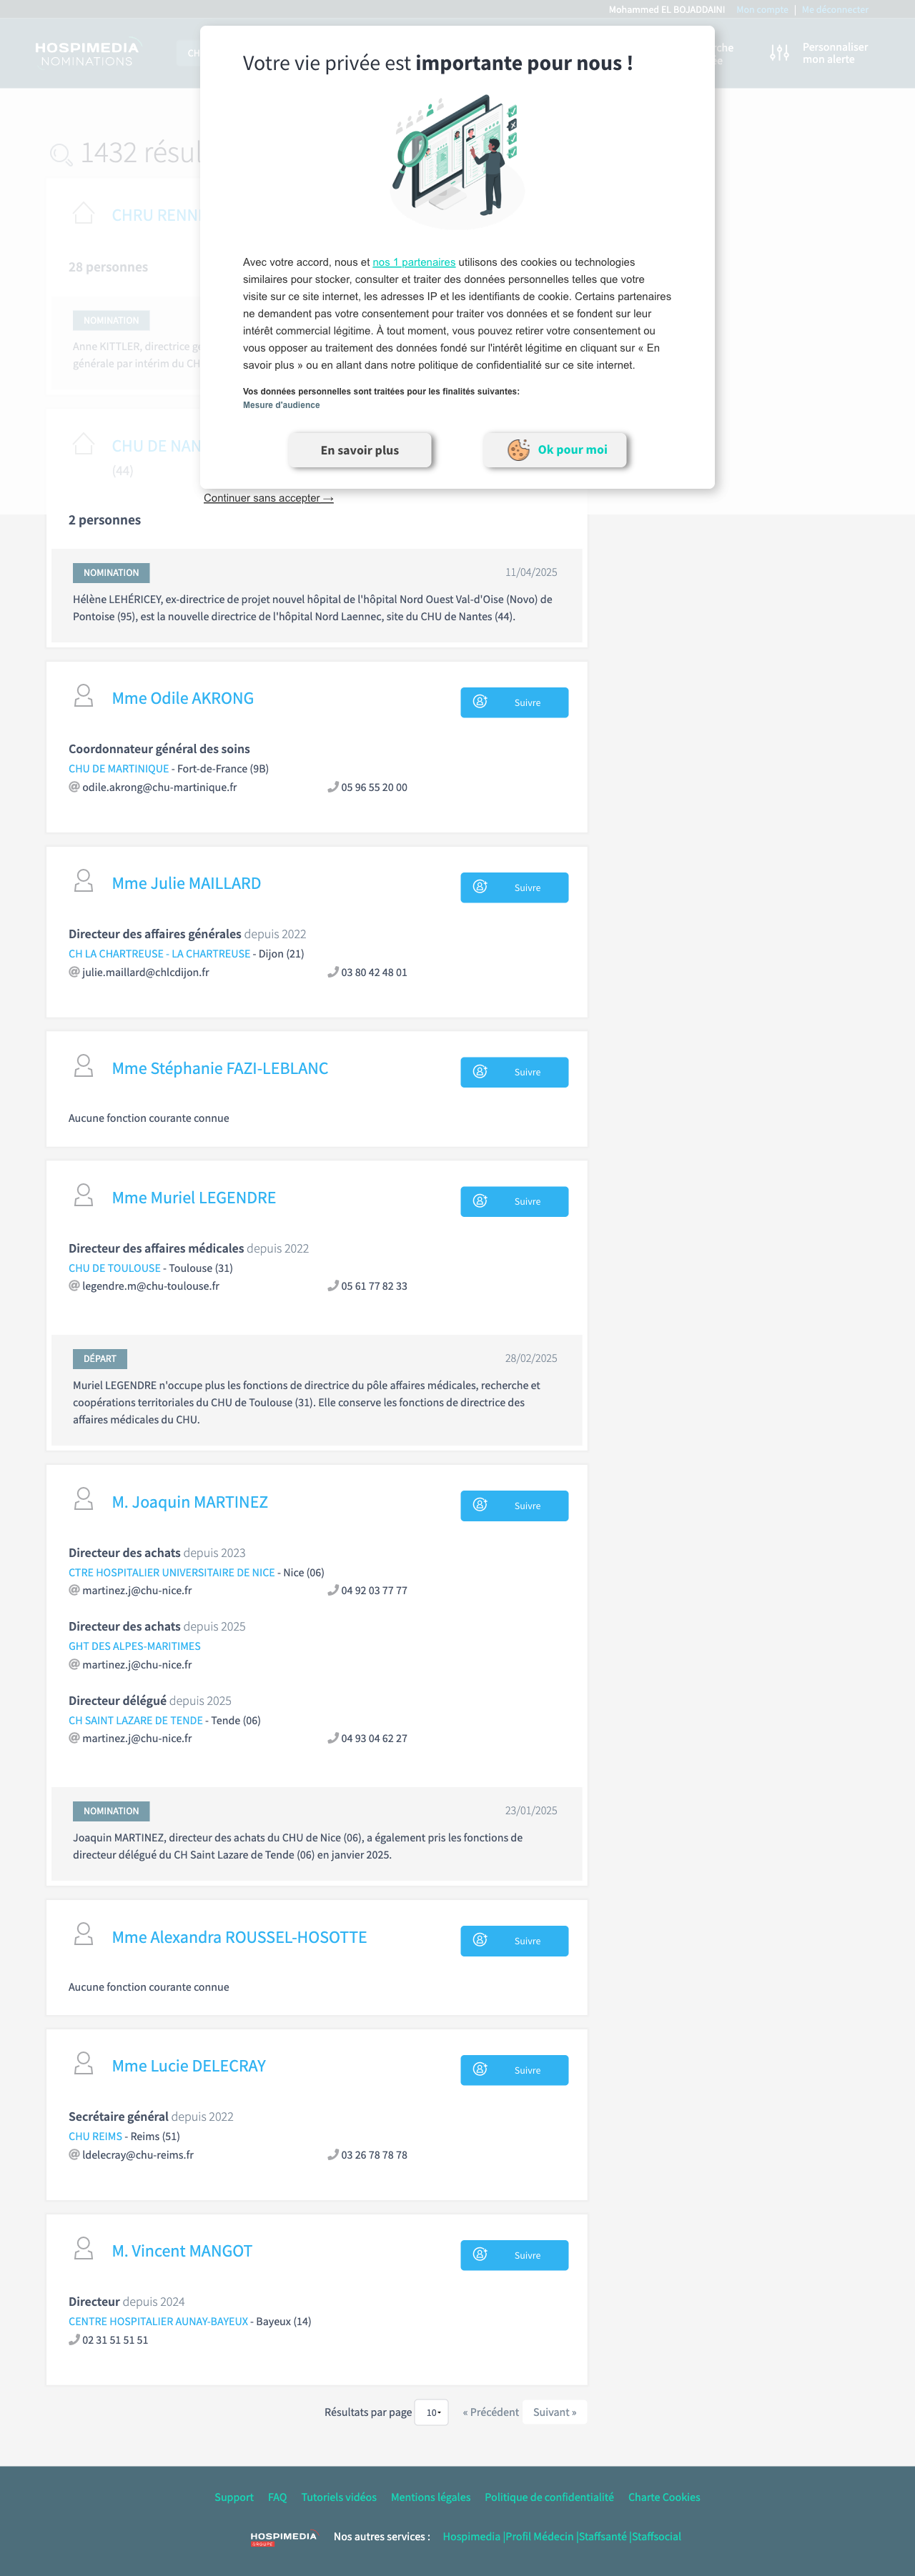 Mohammed EL BOJADDAINI Mon compte | Me déconnecter
HOSPIMEDIA
NOMINATIONS
CH
Personnaliser
mon alerte
Votre vie privée est importante pour nous !
Avec votre accord, nous et nos 1 partenaires utilisons des cookies ou technologies
similaires pour stocker, consulter et traiter des données personnelles telles que votre
visite sur ce site internet, les adresses IP et les identifiants de cookie. Certains partenaires
ne demandent pas votre consentement pour traiter vos données et se fondent sur leur
intérêt commercial légitime. À tout moment, vous pouvez retirer votre consentement ou
vous opposer au traitement des données fondé sur l'intérêt légitime en cliquant sur « En
savoir plus » ou en allant dans notre politique de confidentialité sur ce site internet.
Vos données personnelles sont traitées pour les finalités suivantes:
Mesure d'audience
En savoir plus
Ok pour moi
Continuer sans accepter →
1432 résul
CHRU RENN
28 personnes
NOMINATION
Anne KITTLER, directrice g
générale par intérim du CH
CHU DE NAN
(44)
2 personnes
NOMINATION 11/04/2025
Hélène LEHÉRICEY, ex-directrice de projet nouvel hôpital de l'hôpital Nord Ouest Val-d'Oise (Novo) de
Pontoise (95), est la nouvelle directrice de l'hôpital Nord Laennec, site du CHU de Nantes (44).
Mme Odile AKRONG Suivre
Coordonnateur général des soins
CHU DE MARTINIQUE - Fort-de-France (9B)
odile.akrong@chu-martinique.fr 05 96 55 20 00
Mme Julie MAILLARD Suivre
Directeur des affaires générales depuis 2022
CH LA CHARTREUSE - LA CHARTREUSE - Dijon (21)
julie.maillard@chlcdijon.fr 03 80 42 48 01
Mme Stéphanie FAZI-LEBLANC Suivre
Aucune fonction courante connue
Mme Muriel LEGENDRE Suivre
Directeur des affaires médicales depuis 2022
CHU DE TOULOUSE - Toulouse (31)
legendre.m@chu-toulouse.fr 05 61 77 82 33
DÉPART 28/02/2025
Muriel LEGENDRE n'occupe plus les fonctions de directrice du pôle affaires médicales, recherche et
coopérations territoriales du CHU de Toulouse (31). Elle conserve les fonctions de directrice des
affaires médicales du CHU.
M. Joaquin MARTINEZ Suivre
Directeur des achats depuis 2023
CTRE HOSPITALIER UNIVERSITAIRE DE NICE - Nice (06)
martinez.j@chu-nice.fr 04 92 03 77 77
Directeur des achats depuis 2025
GHT DES ALPES-MARITIMES
martinez.j@chu-nice.fr
Directeur délégué depuis 2025
CH SAINT LAZARE DE TENDE - Tende (06)
martinez.j@chu-nice.fr 04 93 04 62 27
NOMINATION 23/01/2025
Joaquin MARTINEZ, directeur des achats du CHU de Nice (06), a également pris les fonctions de
directeur délégué du CH Saint Lazare de Tende (06) en janvier 2025.
Mme Alexandra ROUSSEL-HOSOTTE Suivre
Aucune fonction courante connue
Mme Lucie DELECRAY Suivre
Secrétaire général depuis 2022
CHU REIMS - Reims (51)
ldelecray@chu-reims.fr 03 26 78 78 78
M. Vincent MANGOT Suivre
Directeur depuis 2024
CENTRE HOSPITALIER AUNAY-BAYEUX - Bayeux (14)
02 31 51 51 51
Résultats par page 10 « Précédent Suivant »
Support FAQ Tutoriels vidéos Mentions légales Politique de confidentialité Charte Cookies
HOSPIMEDIA
GROUPE
Nos autres services : Hospimedia |Profil Médecin |Staffsanté |Staffsocial